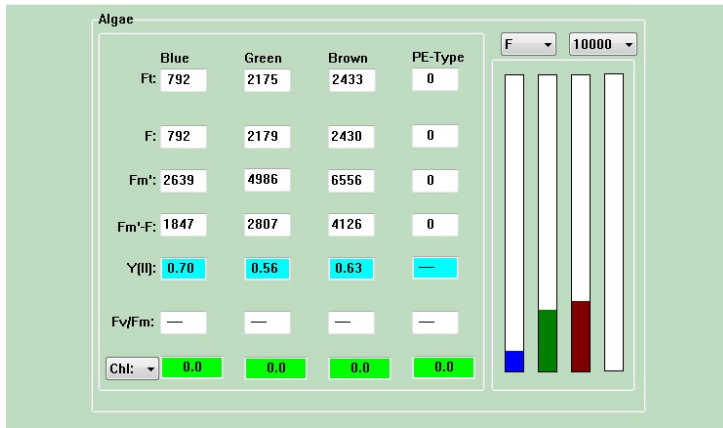 Algae
F 10000
Blue Green Brown PE-Type
Ft: 792 2175 2433 0
F: 792 2179 2430 0
Fm': 2639 4986 6556 0
Fm'-F: 1847 2807 4126 0
Y(II): 0.70 0.56 0.63 —
Fv/Fm: — — — —
Chl: 0.0 0.0 0.0 0.0